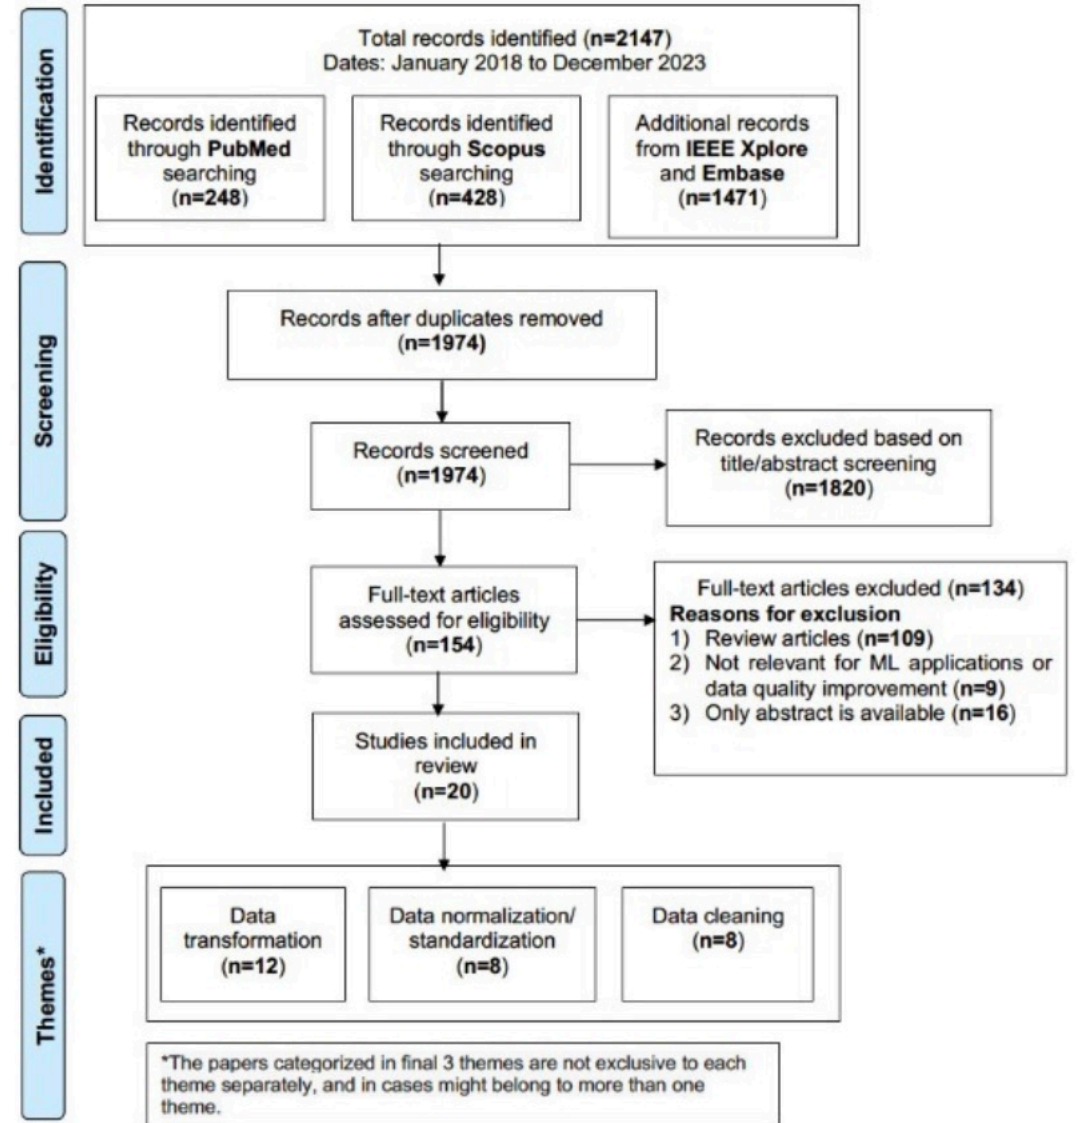 Identification
Total records identified (n=2147)
Dates: January 2018 to December 2023
Records identified
through PubMed
searching
(n=248)
Records identified
through Scopus
searching
(n=428)
Additional records
from IEEE Xplore
and Embase
(n=1471)
Screening
Records after duplicates removed
(n=1974)
Records screened
(n=1974)
Records excluded based on
title/abstract screening
(n=1820)
Eligibility
Full-text articles
assessed for eligibility
(n=154)
Full-text articles excluded (n=134)
Reasons for exclusion
1) Review articles (n=109)
2) Not relevant for ML applications or
data quality improvement (n=9)
3) Only abstract is available (n=16)
Included
Studies included in
review
(n=20)
Themes*
Data
transformation
(n=12)
Data normalization/
standardization
(n=8)
Data cleaning
(n=8)
*The papers categorized in final 3 themes are not exclusive to each
theme separately, and in cases might belong to more than one
theme.